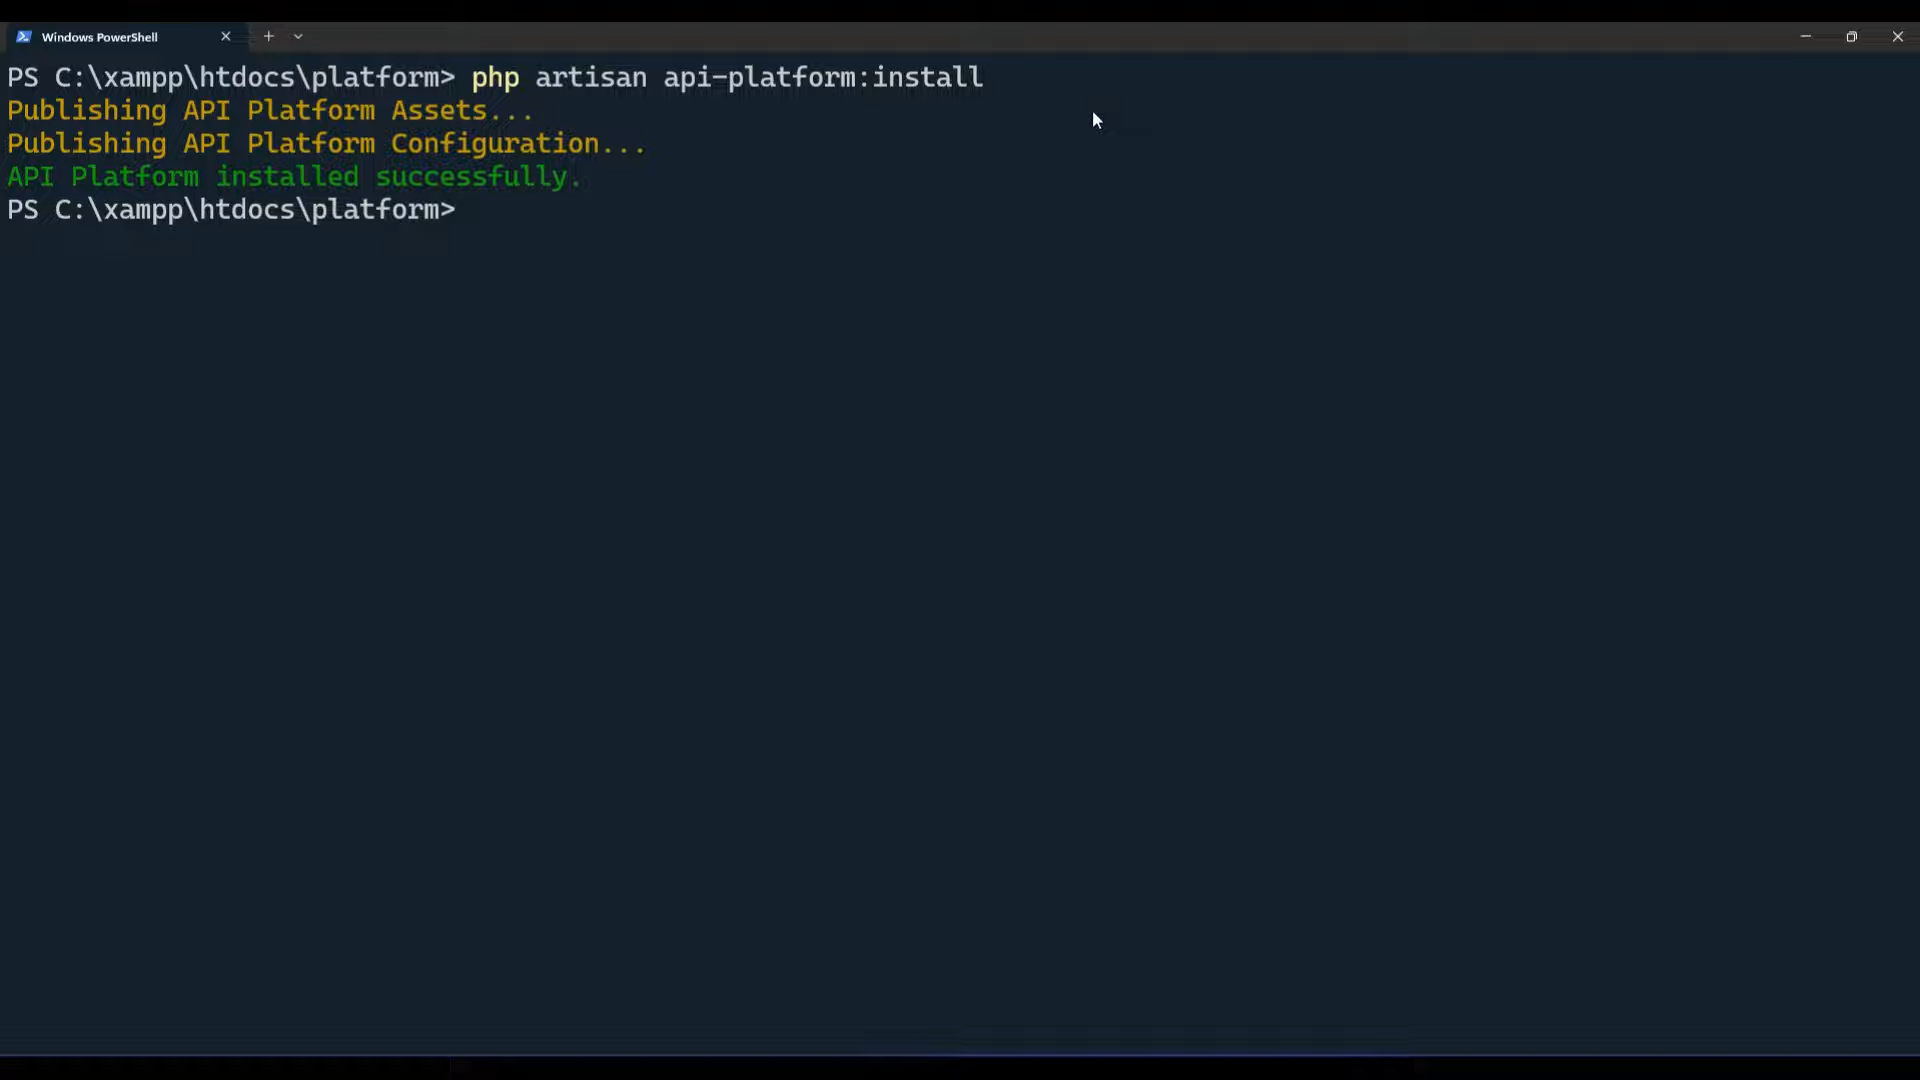 Windows PowerShell
PS C:\xampp\htdocs\platform> php artisan api-platform:install
Publishing API Platform Assets...
Publishing API Platform Configuration...
API Platform installed successfully.
PS C:\xampp\htdocs\platform>